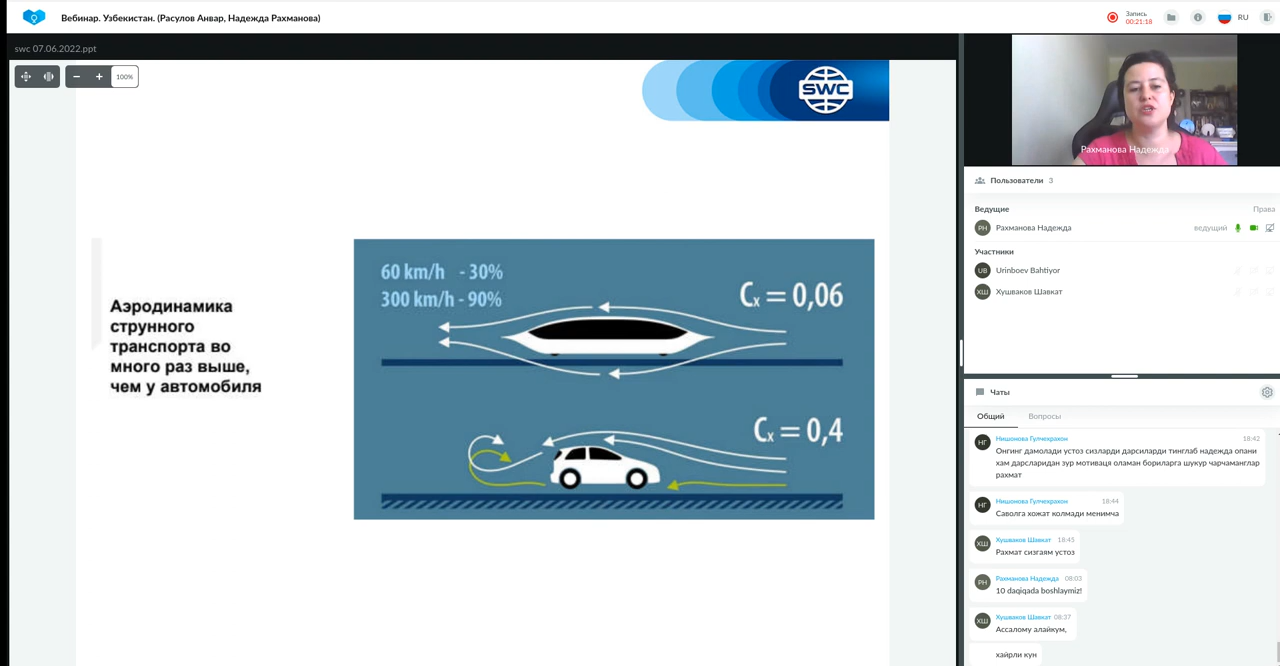 Вебинар. Узбекистан. (Расулов Анвар, Надежда Рахманова)
Запись
00:21:18
RU
swc 07.06.2022.ppt
100%
SWC
Аэродинамика
струнного
транспорта во
много раз выше,
чем у автомобиля
60 km/h - 30%
300 km/h - 90%
Cx = 0,06
Cx = 0,4
Рахманова Надежда
Пользователи 3
Ведущие Права
РН Рахманова Надежда ведущий
Участники
UB Urinboev Bahtiyor
ХШ Хушваков Шавкат
Чаты
Общий Вопросы
НГ Нишонова Гулчехрахон 18:42
Онгинг дамолади устоз сизларди дарсиларди тинглаб надежда опани
хам дарсларидан зур мотивация оламан бориларга шукур чарчаманглар
рахмат
НГ Нишонова Гулчехрахон 18:44
Саволга хожат колмади менимча
ХШ Хушваков Шавкат 18:45
Рахмат сизгаям устоз
РН Рахманова Надежда 08:03
10 daqiqada boshlaymiz!
ХШ Хушваков Шавкат 08:37
Ассалому алайкум,
хайрли кун